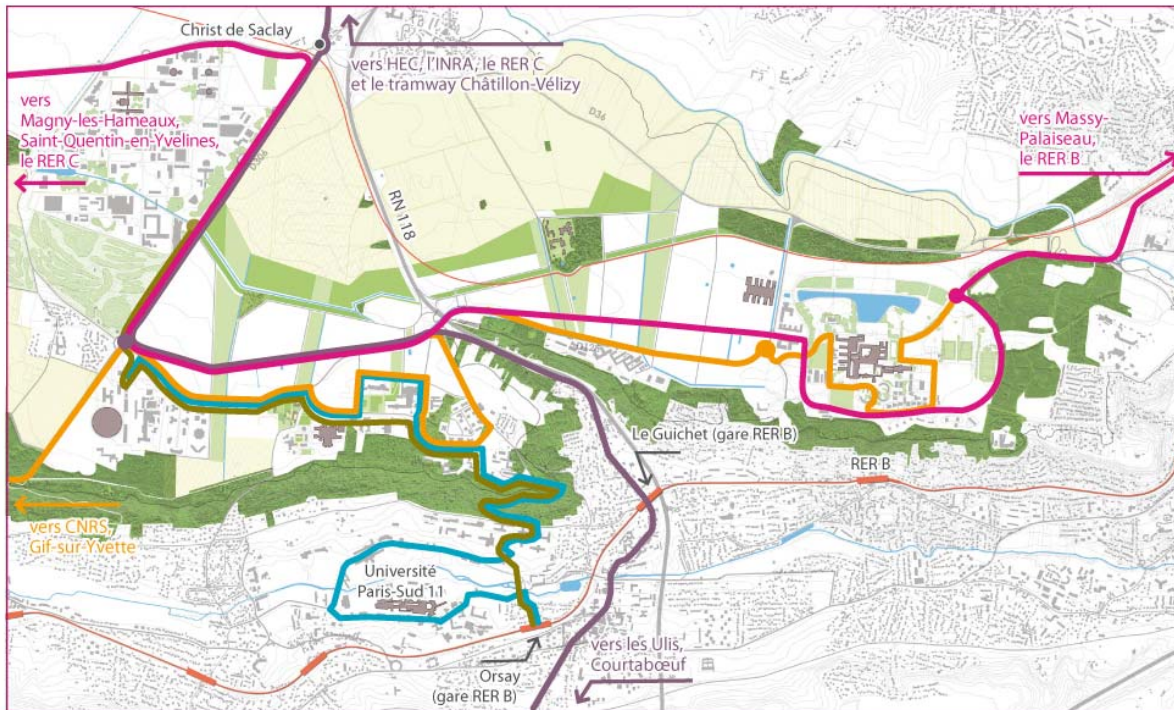 Christ de Saclay
vers HEC, l'INRA, le RER C
et le tramway Châtillon-Vélizy
vers
Magny-les-Hameaux,
Saint-Quentin-en-Yvelines,
le RER C
vers Massy-
Palaiseau,
le RER B
D36
D306
RN 118
D128
Le Guichet (gare RER B)
RER B
vers CNRS,
Gif-sur-Yvette
Université
Paris-Sud 11
Orsay
(gare RER B)
vers les Ulis,
Courtabœuf